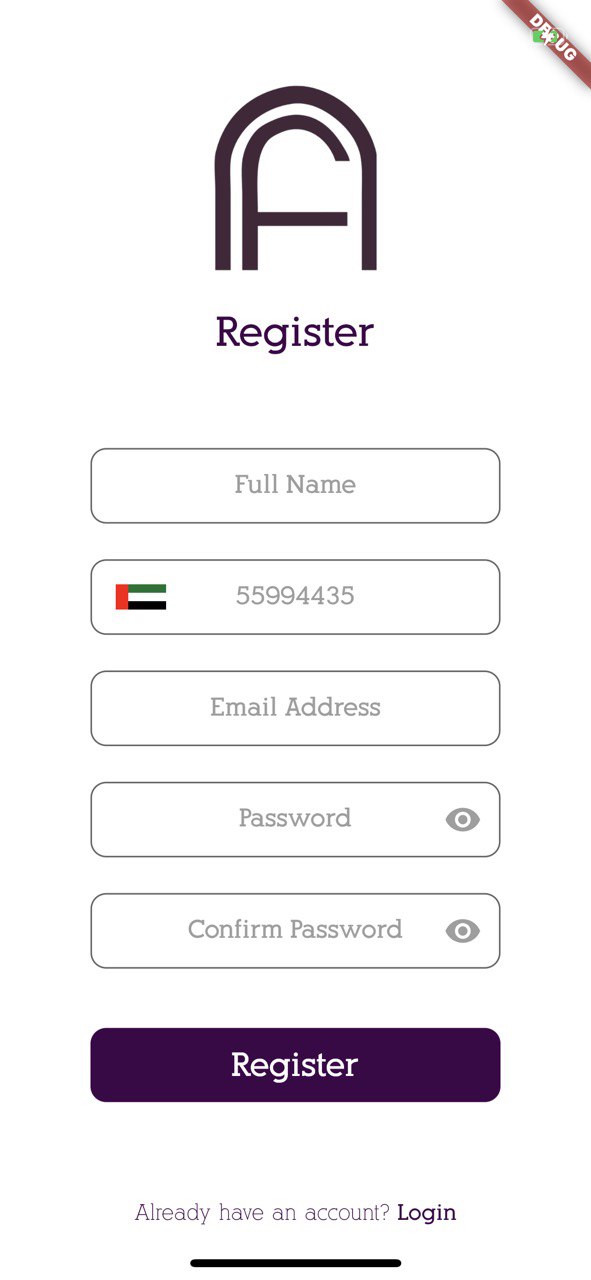 DEBUG
Register
Full Name
55994435
Email Address
Password
Confirm Password
Register
Already have an account? Login